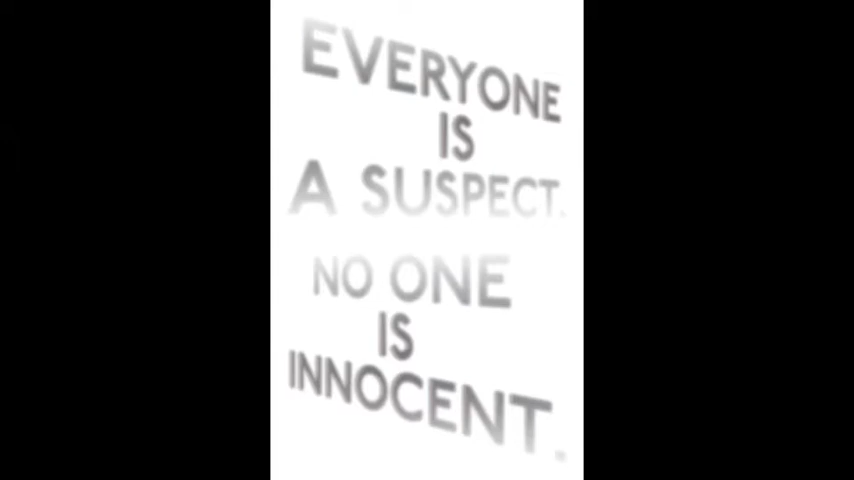 EVERYONE
IS
A SUSPECT.
NO ONE
IS
INNOCENT.